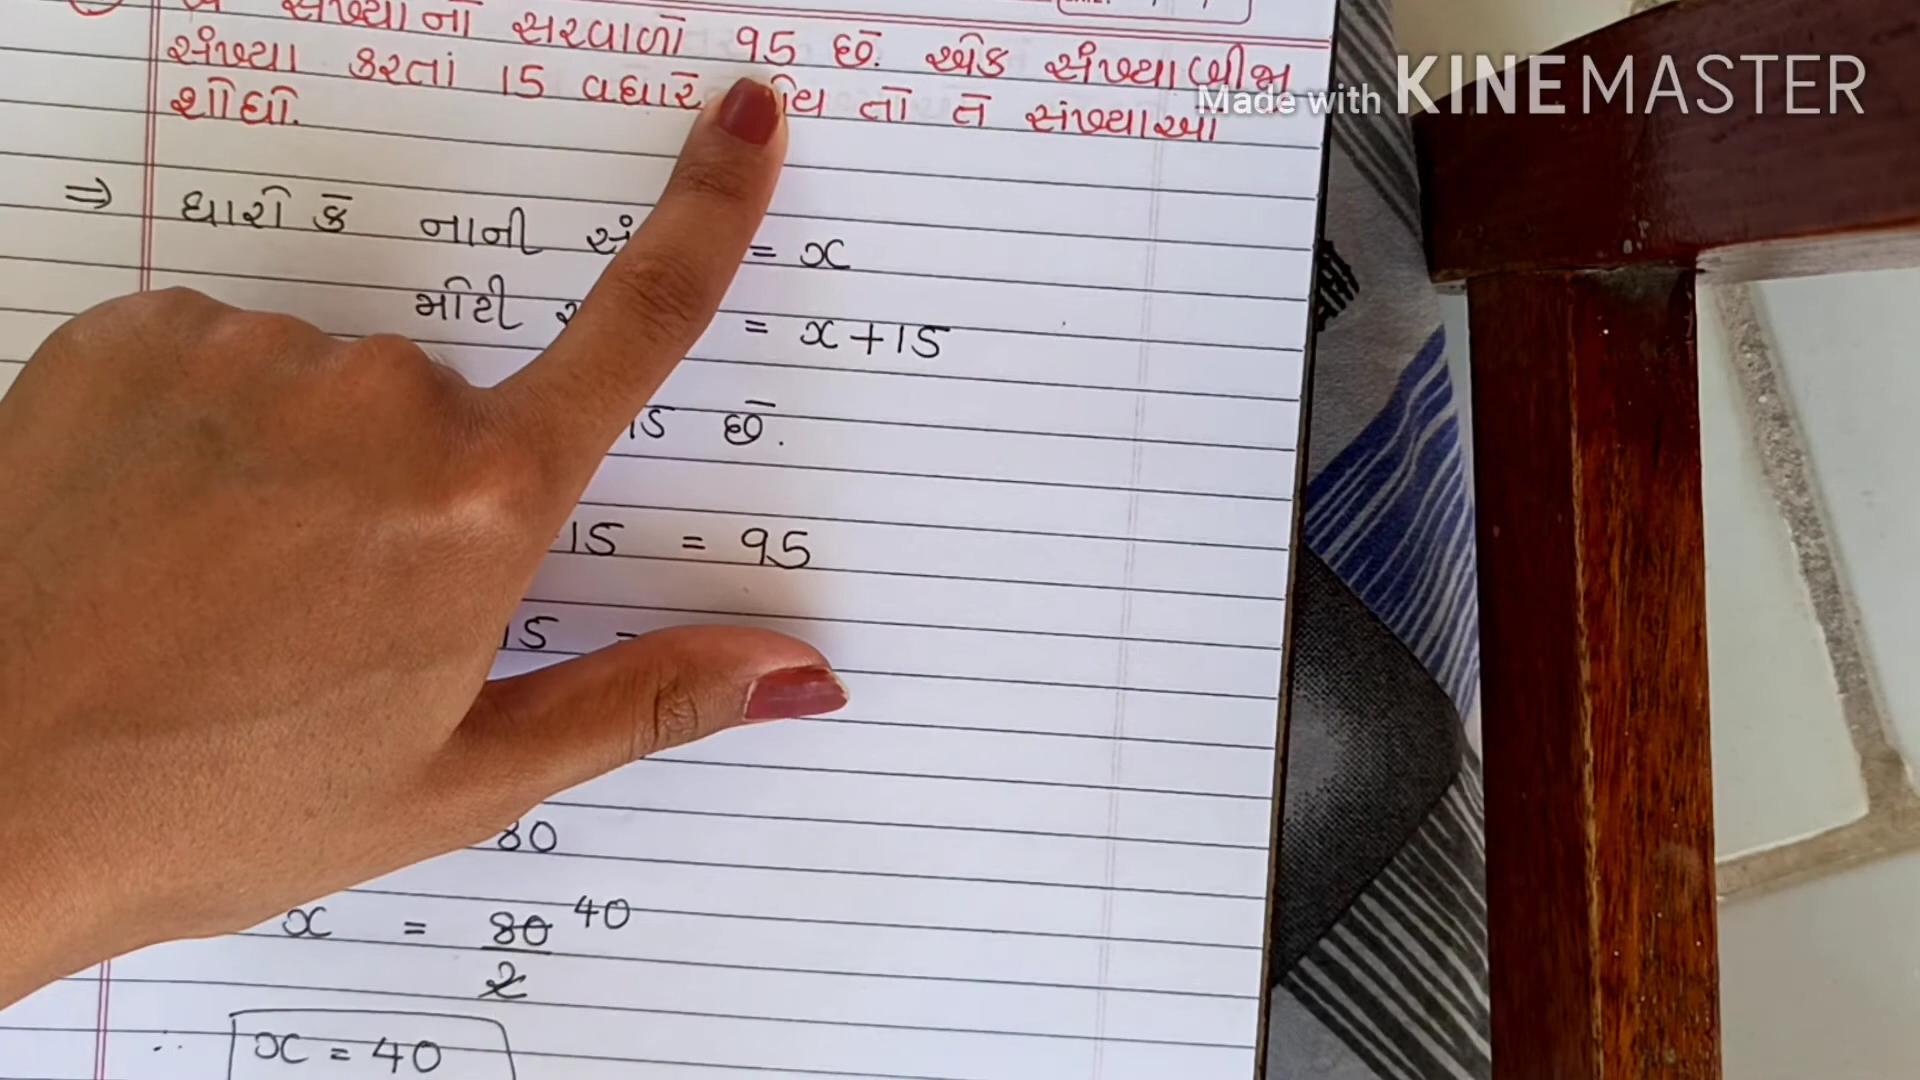 સંખ્યાનો સરવાળો 95 છે. એક સંખ્યા બીજી
સંખ્યા કરતાં 15 વધારે તો તે સંખ્યાઓ
શોધો.
Made with KINEMASTER
⇒ ધારો કે નાની = x
મોટી = x+15
15 છે.
15 = 95
15 =
80
x = 80/2 40
∴ x = 40